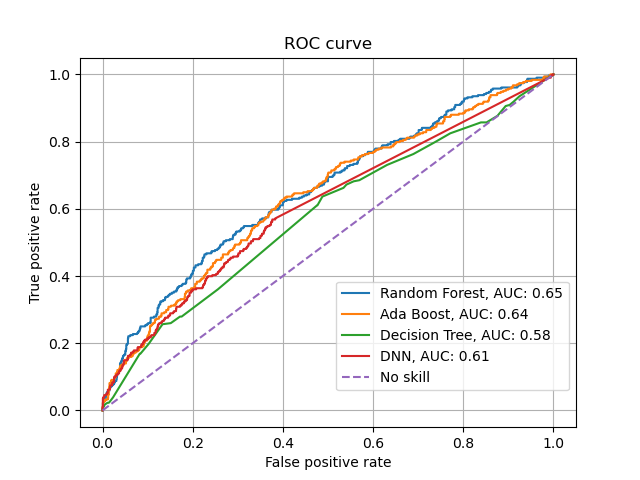 ROC curve
True positive rate
1.0
0.8
0.6
0.4
0.2
0.0
Random Forest, AUC: 0.65
Ada Boost, AUC: 0.64
Decision Tree, AUC: 0.58
DNN, AUC: 0.61
No skill
0.0 0.2 0.4 0.6 0.8 1.0
False positive rate